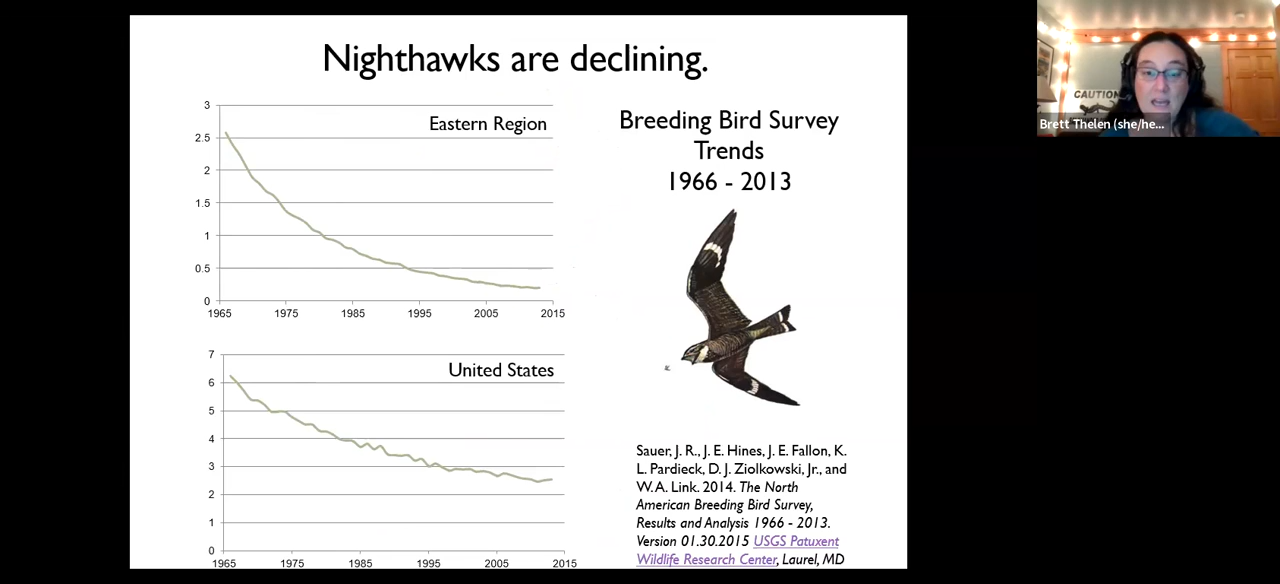 Nighthawks are declining.
3
2.5
2
1.5
1
0.5
0
1965 1975 1985 1995 2005 2015
Eastern Region
7
6
5
4
3
2
1
0
1965 1975 1985 1995 2005 2015
United States
Breeding Bird Survey
Trends
1966 - 2013
Sauer, J. R., J. E. Hines, J. E. Fallon, K.
L. Pardieck, D. J. Ziolkowski, Jr., and
W. A. Link. 2014. The North
American Breeding Bird Survey,
Results and Analysis 1966 - 2013.
Version 01.30.2015 USGS Patuxent
Wildlife Research Center, Laurel, MD
CAUTION
Brett Thelen (she/he...